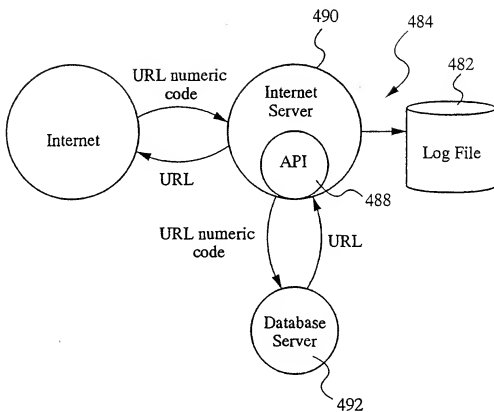 490
484
482
URL numeric
code
Internet
Server
Internet
API
Log File
URL
488
URL numeric
code
URL
Database
Server
492